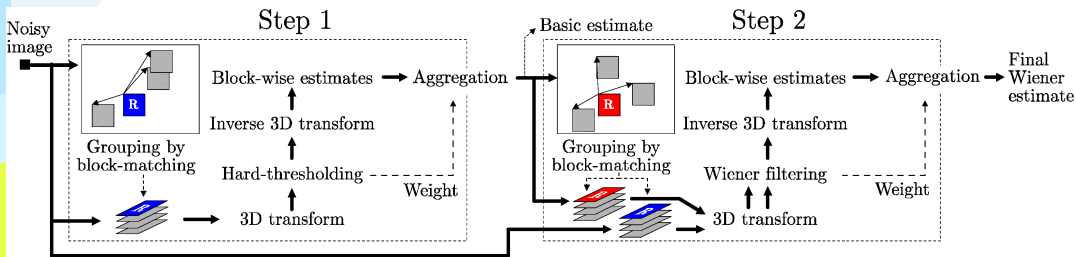 Step 1
Noisy
image
R
Grouping by
block-matching
Block-wise estimates
Aggregation
Inverse 3D transform
Hard-thresholding
Weight
3D transform
Basic estimate
Step 2
R
Grouping by
block-matching
Block-wise estimates
Aggregation
Inverse 3D transform
Wiener filtering
Weight
3D transform
Final
Wiener
estimate